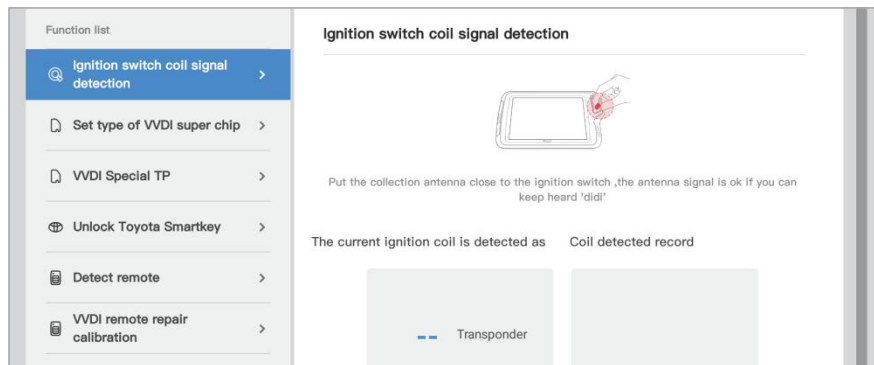 Function list
Ignition switch coil signal
detection
Set type of VVDI super chip
VVDI Special TP
Unlock Toyota Smartkey
Detect remote
VVDI remote repair
calibration
Ignition switch coil signal detection
Put the collection antenna close to the ignition switch ,the antenna signal is ok if you can
keep heard 'didi'
The current ignition coil is detected as
Coil detected record
-- Transponder